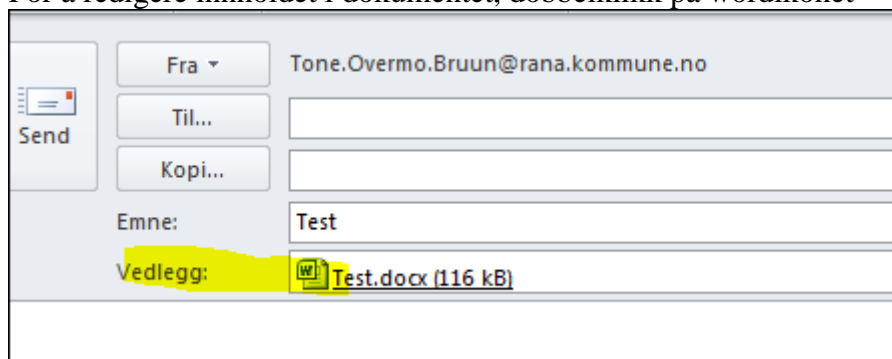 For å redigere innholdet i dokumentet, dobbelklikk på wordikonet
Fra
Tone.Overmo.Bruun@rana.kommune.no
Send
Til...
Kopi...
Emne:
Test
Vedlegg:
Test.docx (116 kB)